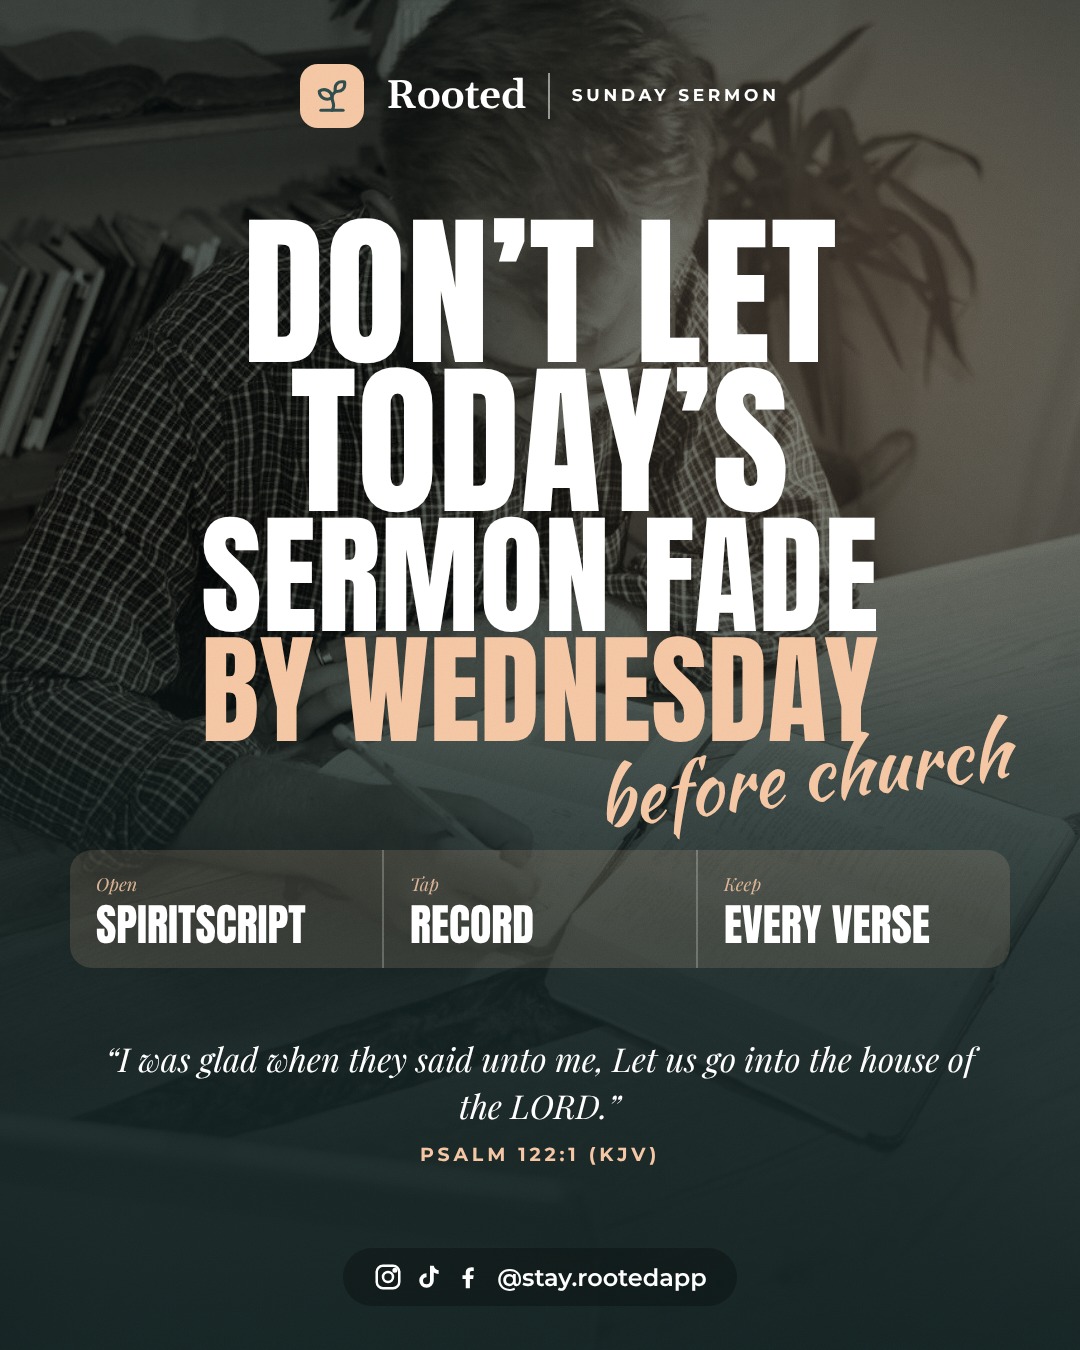 Rooted | SUNDAY SERMON
DON’T LET
TODAY’S
SERMON FADE
BY WEDNESDAY
before church
Open
SPIRITSCRIPT
Tap
RECORD
Keep
EVERY VERSE
“I was glad when they said unto me, Let us go into the house of
the LORD.”
PSALM 122:1 (KJV)
@stay.rootedapp